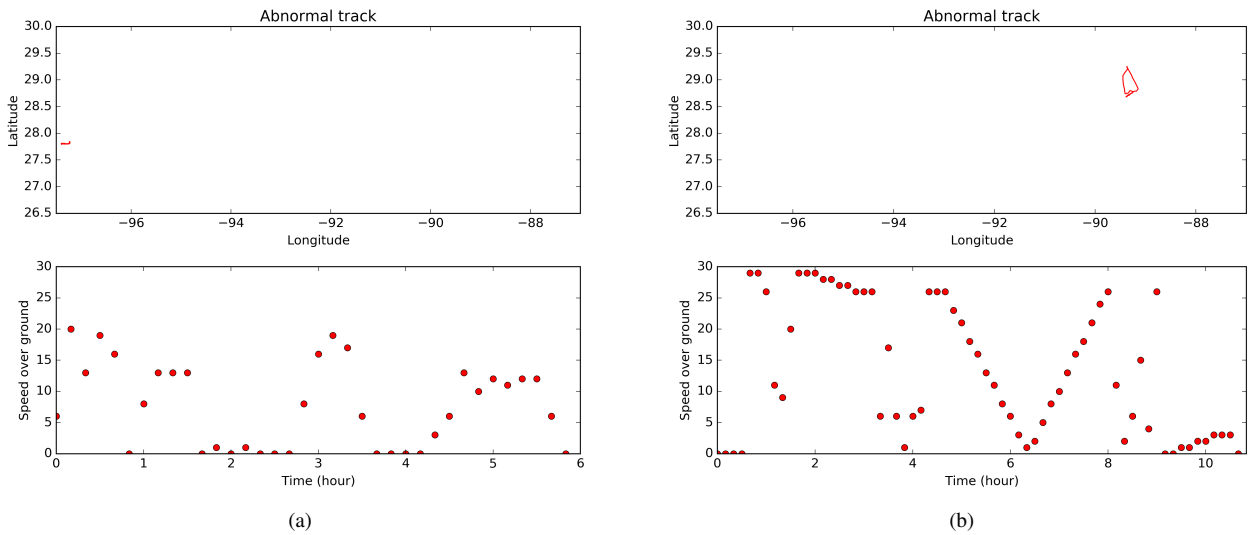 Abnormal track
30.0
29.5
29.0
28.5
28.0
27.5
27.0
26.5
Latitude
−96 −94 −92 −90 −88
Longitude
30
25
20
15
10
5
0
Speed over ground
0 1 2 3 4 5 6
Time (hour)
(a)
Abnormal track
30.0
29.5
29.0
28.5
28.0
27.5
27.0
26.5
Latitude
−96 −94 −92 −90 −88
Longitude
30
25
20
15
10
5
0
Speed over ground
0 2 4 6 8 10
Time (hour)
(b)